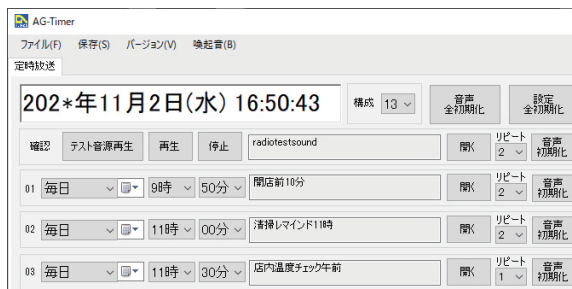 AG-Timer
ファイル(F) 保存(S) バージョン(V) 喚起音(B)
定時放送
202*年11月2日(水) 16:50:43 構成 13 音声全初期化 設定全初期化
確認 テスト音源再生 再生 停止 radiotestsound 開く リピート 2 音声初期化
01 毎日 9時 50分 開店前10分 開く リピート 2 音声初期化
02 毎日 11時 00分 清掃レマインド11時 開く リピート 2 音声初期化
03 毎日 11時 30分 店内温度チェック午前 開く リピート 1 音声初期化